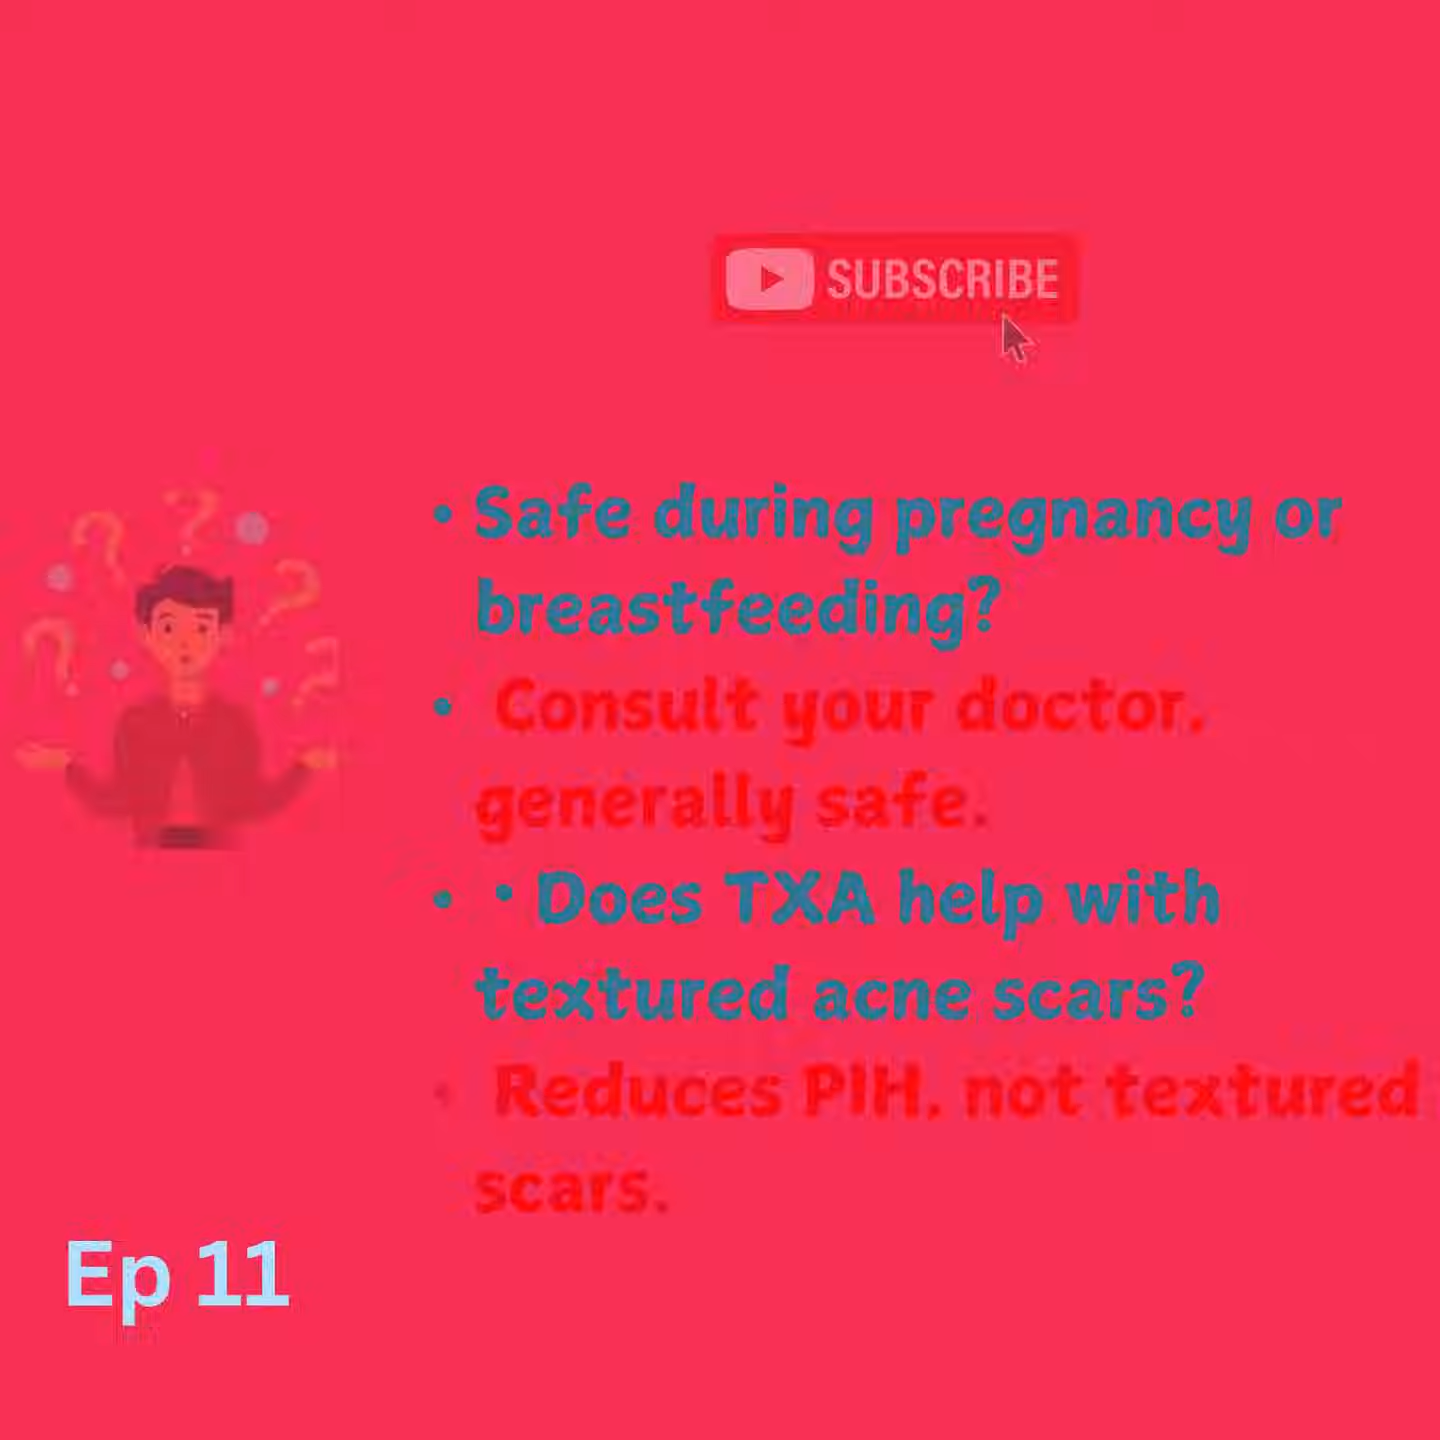 SUBSCRIBE
• Safe during pregnancy or
breastfeeding?
• Consult your doctor,
generally safe.
• • Does TXA help with
textured acne scars?
• Reduces PIH, not textured
scars.
Ep 11